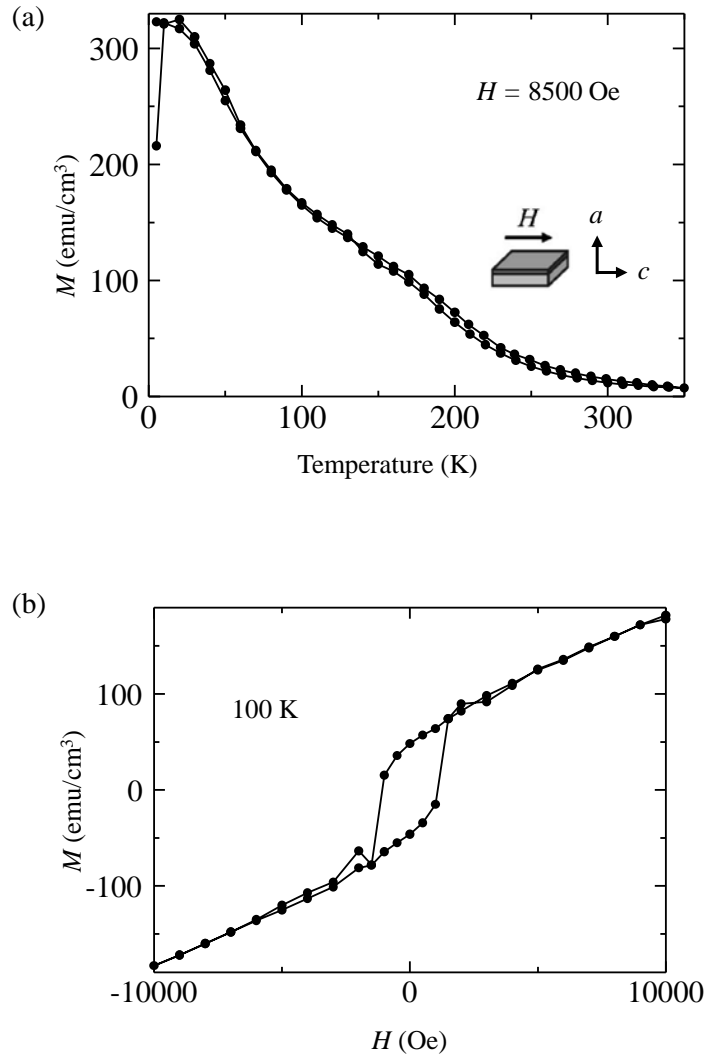 (a)
300
200
100
0
M (emu/cm³)
H = 8500 Oe
H
a
c
0
100
200
300
Temperature (K)
(b)
100
0
-100
M (emu/cm³)
100 K
-10000
0
10000
H (Oe)